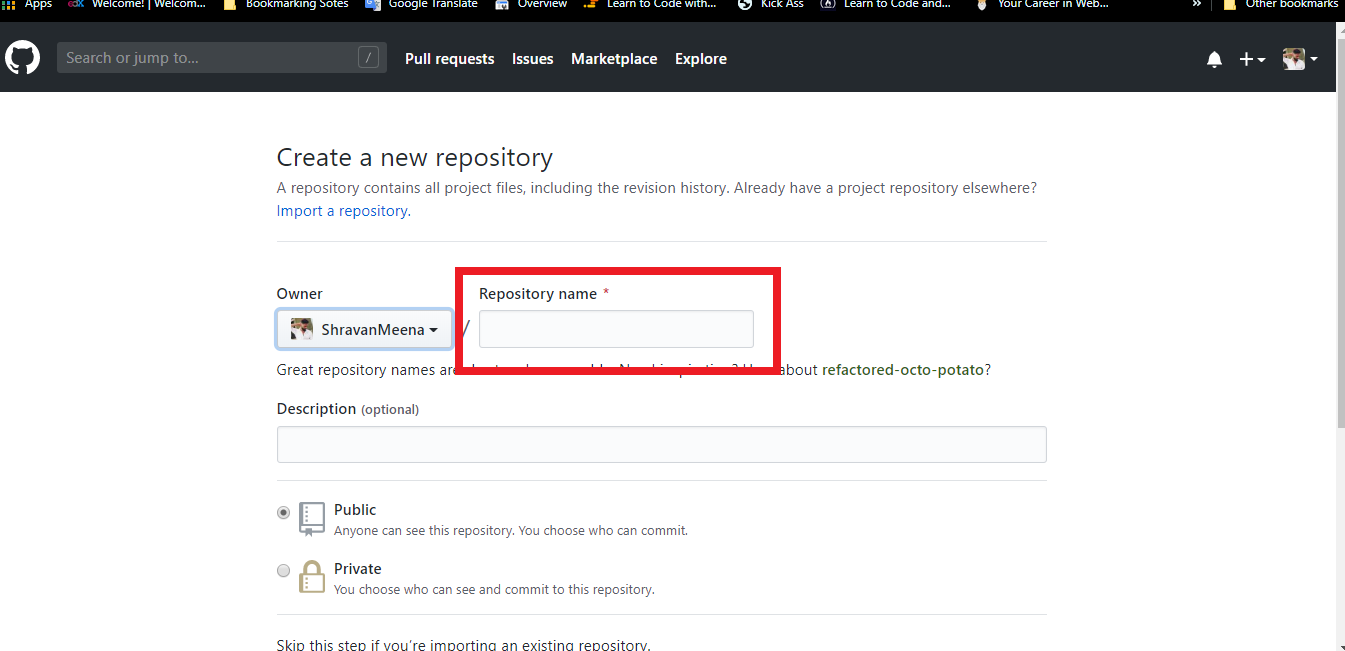 Apps Welcome! | Welcom... Bookmarking Sotes Google Translate Overview Learn to Code with... Kick Ass Learn to Code and... Your Career in Web... » Other bookmarks
Search or jump to... / Pull requests Issues Marketplace Explore
Create a new repository
A repository contains all project files, including the revision history. Already have a project repository elsewhere?
Import a repository.
Owner Repository name *
ShravanMeena /
Great repository names are about refactored-octo-potato?
Description (optional)
Public
Anyone can see this repository. You choose who can commit.
Private
You choose who can see and commit to this repository.
Skip this step if you're importing an existing repository.